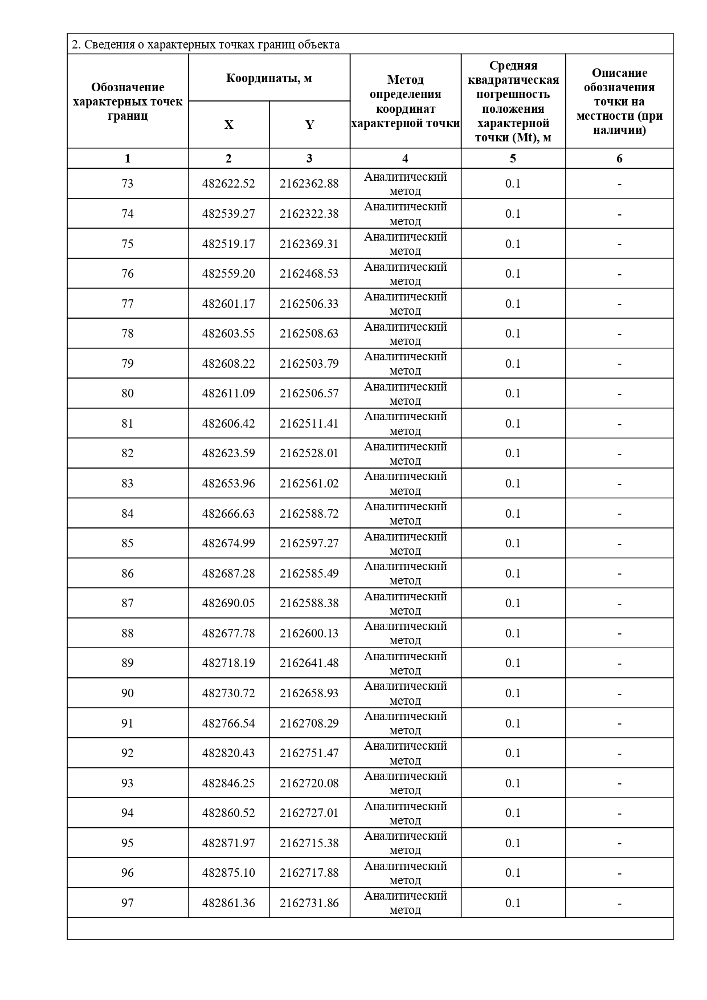 2. Сведения о характерных точках границ объекта
Обозначение характерных точек границ
Координаты, м
Метод определения координат характерной точки
Средняя квадратическая погрешность положения характерной точки (Mt), м
Описание обозначения точки на местности (при наличии)
X Y
1 2 3 4 5 6
73 482622.52 2162362.88 Аналитический метод 0.1 -
74 482539.27 2162322.38 Аналитический метод 0.1 -
75 482519.17 2162369.31 Аналитический метод 0.1 -
76 482559.20 2162468.53 Аналитический метод 0.1 -
77 482601.17 2162506.33 Аналитический метод 0.1 -
78 482603.55 2162508.63 Аналитический метод 0.1 -
79 482608.22 2162503.79 Аналитический метод 0.1 -
80 482611.09 2162506.57 Аналитический метод 0.1 -
81 482606.42 2162511.41 Аналитический метод 0.1 -
82 482623.59 2162528.01 Аналитический метод 0.1 -
83 482653.96 2162561.02 Аналитический метод 0.1 -
84 482666.63 2162588.72 Аналитический метод 0.1 -
85 482674.99 2162597.27 Аналитический метод 0.1 -
86 482687.28 2162585.49 Аналитический метод 0.1 -
87 482690.05 2162588.38 Аналитический метод 0.1 -
88 482677.78 2162600.13 Аналитический метод 0.1 -
89 482718.19 2162641.48 Аналитический метод 0.1 -
90 482730.72 2162658.93 Аналитический метод 0.1 -
91 482766.54 2162708.29 Аналитический метод 0.1 -
92 482820.43 2162751.47 Аналитический метод 0.1 -
93 482846.25 2162720.08 Аналитический метод 0.1 -
94 482860.52 2162727.01 Аналитический метод 0.1 -
95 482871.97 2162715.38 Аналитический метод 0.1 -
96 482875.10 2162717.88 Аналитический метод 0.1 -
97 482861.36 2162731.86 Аналитический метод 0.1 -